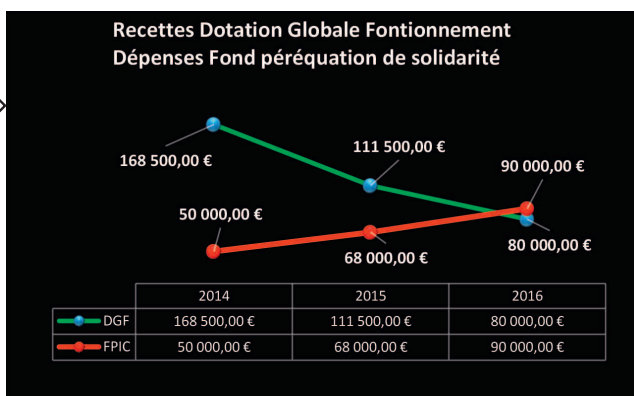 Recettes Dotation Globale Fontionnement
Dépenses Fond péréquation de solidarité
168 500,00 €
111 500,00 €
90 000,00 €
50 000,00 €
68 000,00 €
80 000,00 €
2014 2015 2016
DGF 168 500,00 € 111 500,00 € 80 000,00 €
FPIC 50 000,00 € 68 000,00 € 90 000,00 €